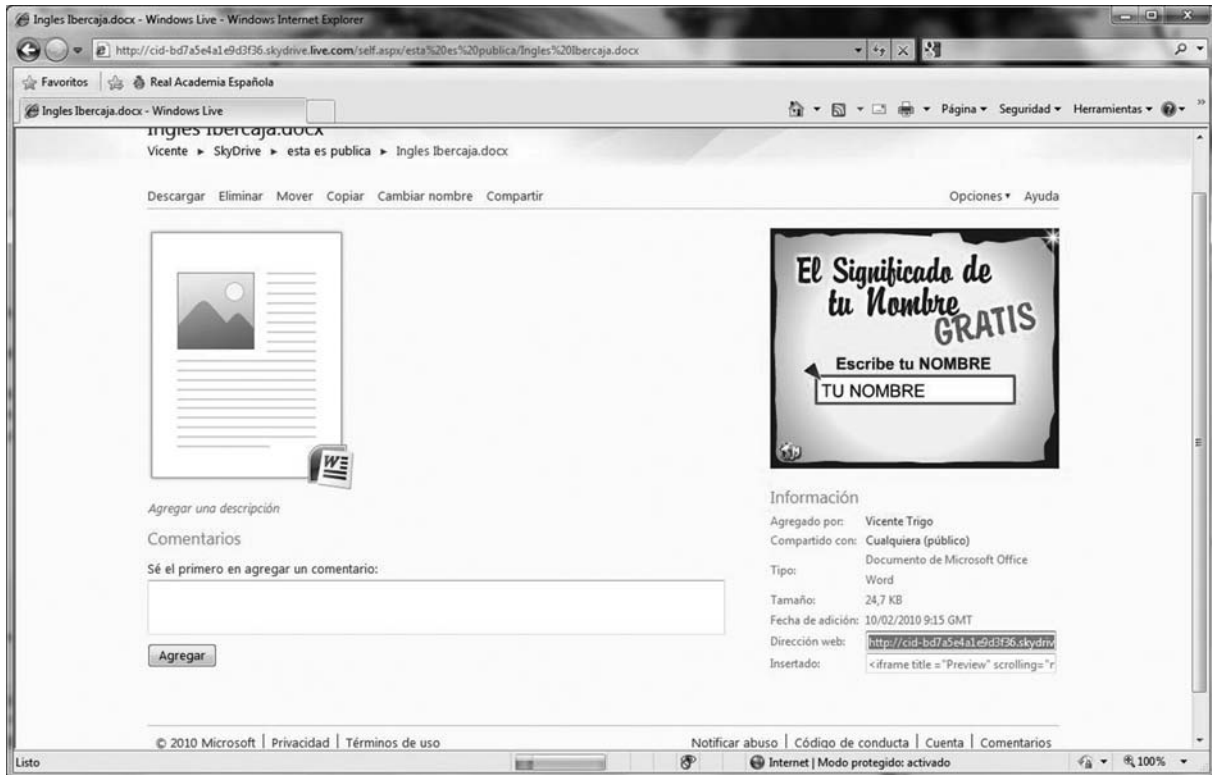 Ingles Ibercaja.docx - Windows Live - Windows Internet Explorer
http://cid-bd7a5e4a1e9d3f36.skydrive.live.com/self.aspx/esta%20es%20publica/Ingles%20Ibercaja.docx
Favoritos Real Academia Española
Ingles Ibercaja.docx - Windows Live Página Seguridad Herramientas
Ingles Ibercaja.docx
Vicente ► SkyDrive ► esta es publica ► Ingles Ibercaja.docx
Descargar Eliminar Mover Copiar Cambiar nombre Compartir Opciones Ayuda
El Significado de
tu Nombre
GRATIS
Escribe tu NOMBRE
TU NOMBRE
W
Agregar una descripción
Comentarios
Sé el primero en agregar un comentario:
Agregar
Información
Agregado por: Vicente Trigo
Compartido con: Cualquiera (público)
Tipo: Documento de Microsoft Office
Word
Tamaño: 24,7 KB
Fecha de adición: 10/02/2010 9:15 GMT
Dirección web: http://cid-bd7a5e4a1e9d3f36.skydriv
Insertado: <iframe title ="Preview" scrolling="r
© 2010 Microsoft | Privacidad | Términos de uso Notificar abuso | Código de conducta | Cuenta | Comentarios
Listo Internet | Modo protegido: activado 100%